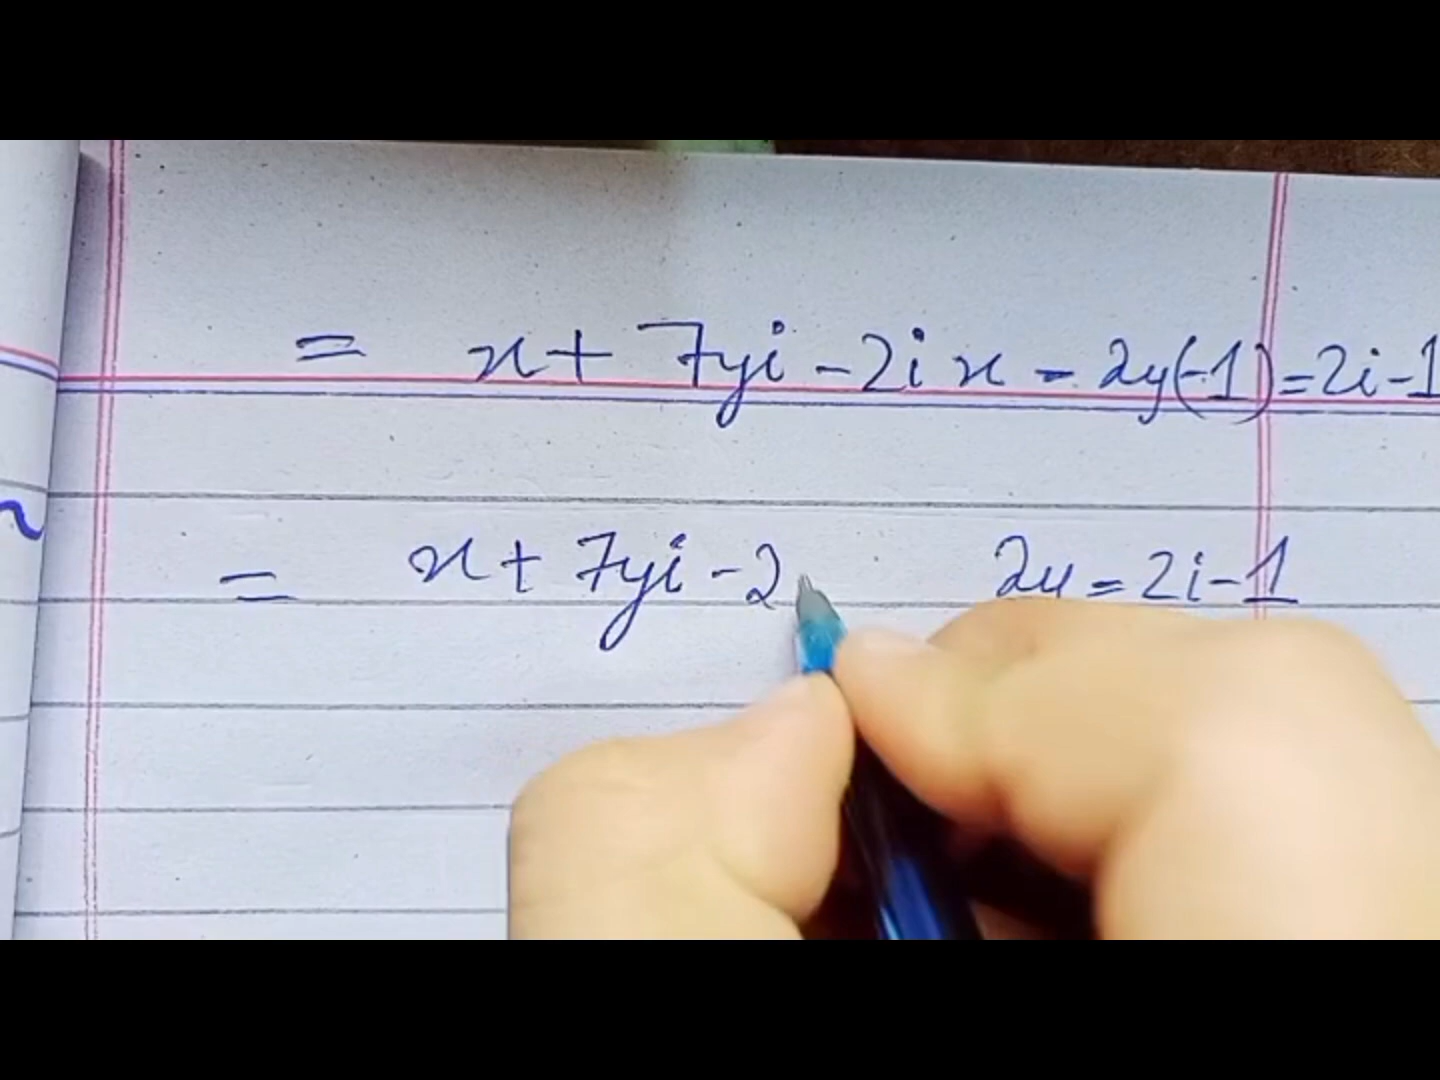 = x + 7yi - 2ix - 2y(-1) = 2i - 1
= x + 7yi - 2 2y = 2i - 1